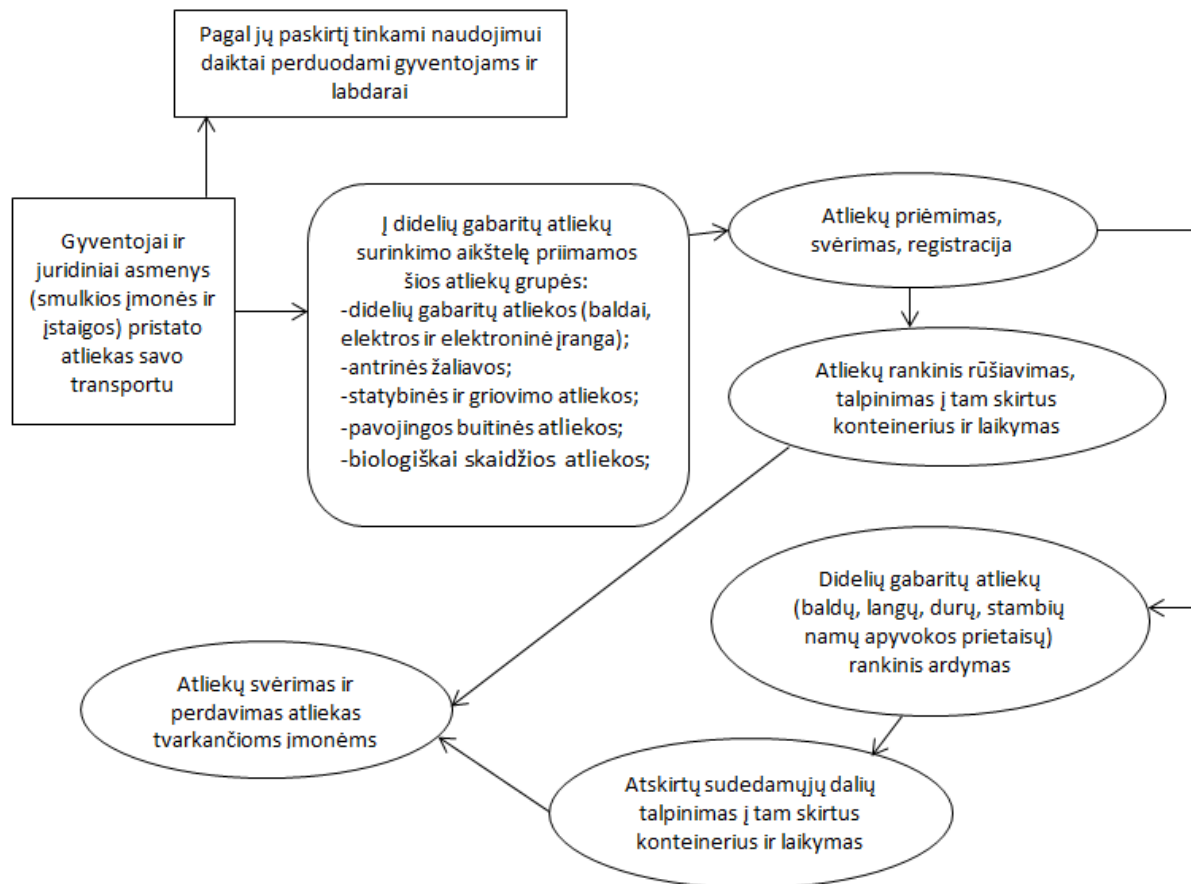 Pagal jų paskirtį tinkami naudojimui
daiktai perduodami gyventojams ir
labdarai
Gyventojai ir
juridiniai asmenys
(smulkios įmonės ir
įstaigos) pristato
atliekas savo
transportu
Į didelių gabaritų atliekų
surinkimo aikštelę priimamos
šios atliekų grupės:
-didelių gabaritų atliekos (baldai,
elektros ir elektroninė įranga);
-antrinės žaliavos;
-statybinės ir griovimo atliekos;
-pavojingos buitinės atliekos;
-biologiškai skaidžios atliekos;
Atliekų priėmimas,
svėrimas, registracija
Atliekų rankinis rūšiavimas,
talpinimas į tam skirtus
konteinerius ir laikymas
Didelių gabaritų atliekų
(baldų, langų, durų, stambių
namų apyvokos prietaisų)
rankinis ardymas
Atskirtų sudedamųjų dalių
talpinimas į tam skirtus
konteinerius ir laikymas
Atliekų svėrimas ir
perdavimas atliekas
tvarkančioms įmonėms